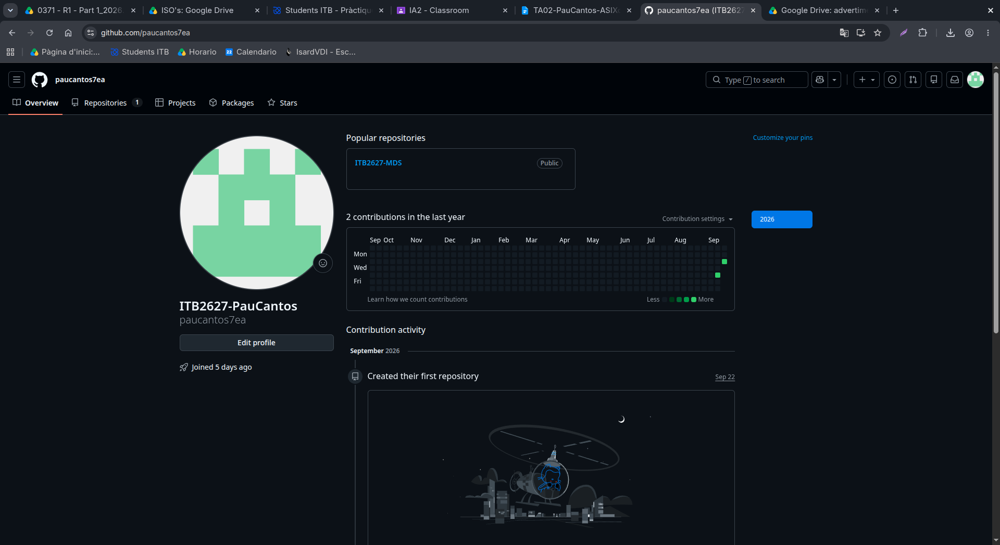 0371 - R1 - Part 1_2026
ISO's: Google Drive
Students ITB - Pràctiqu
IA2 - Classroom
TA02-PauCantos-ASIX
paucantos7ea (ITB2627
Google Drive: advertim
github.com/paucantos7ea
Pàgina d'inici:...
Students ITB
Horario
22 Calendario
IsardVDI - Esc...
paucantos7ea
Type / to search
Overview
Repositories 1
Projects
Packages
Stars
Popular repositories
Customize your pins
ITB2627-MDS
Public
2 contributions in the last year
Contribution settings
2026
Sep Oct Nov Dec Jan Feb Mar Apr May Jun Jul Aug Sep
Mon
Wed
Fri
Learn how we count contributions
Less More
ITB2627-PauCantos
paucantos7ea
Edit profile
Joined 5 days ago
Contribution activity
September 2026
Created their first repository
Sep 22